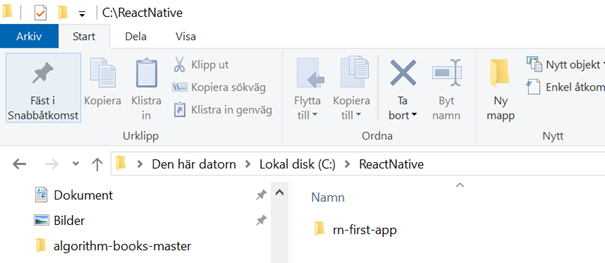 C:\ReactNative
Arkiv Start Dela Visa
Fäst i Snabbåtkomst
Kopiera
Klistra in
Klipp ut
Kopiera sökväg
Klistra in genväg
Urklipp
Flytta till
Kopiera till
Ta bort
Byt namn
Ordna
Ny mapp
Nytt objekt
Enkel åtkom
Nytt
Den här datorn Lokal disk (C:) ReactNative
Dokument
Bilder
algorithm-books-master
Namn
rn-first-app